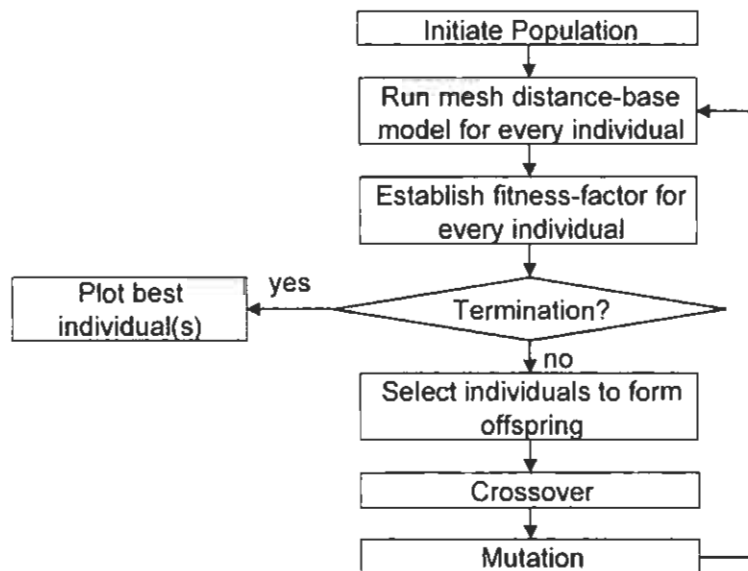 Initiate Population
Run mesh distance-base
model for every individual
Establish fitness-factor for
every individual
Termination?
yes
Plot best
individual(s)
no
Select individuals to form
offspring
Crossover
Mutation